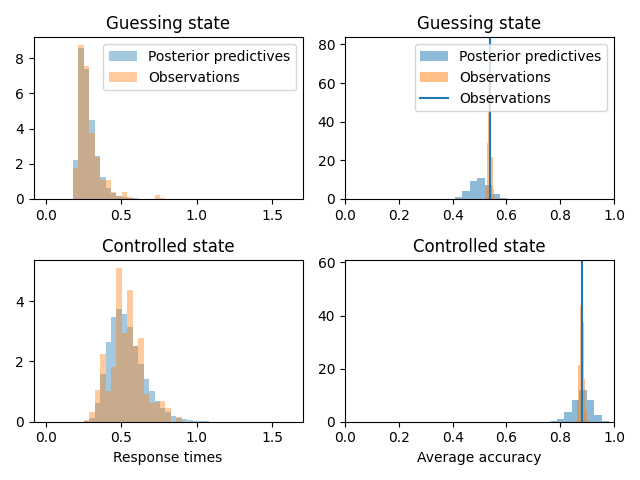 Guessing state
8
6
4
2
0
Posterior predictives
Observations
0.0 0.5 1.0 1.5
Guessing state
80
60
40
20
0
Posterior predictives
Observations
Observations
0.0 0.2 0.4 0.6 0.8 1.0
Controlled state
4
2
0
0.0 0.5 1.0 1.5
Response times
Controlled state
60
40
20
0
0.0 0.2 0.4 0.6 0.8 1.0
Average accuracy